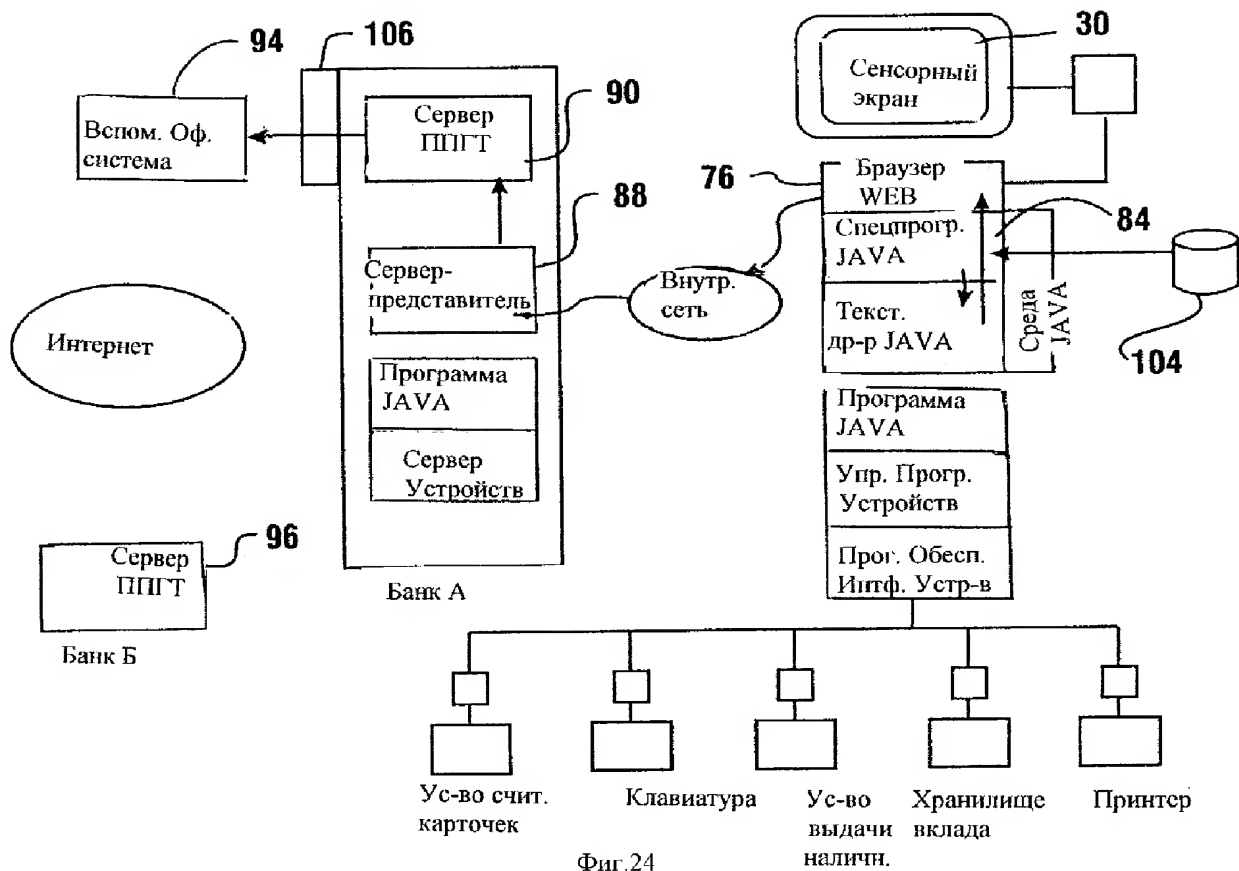 94
106
Вспом. Оф.
система
Сервер
ППГТ
90
88
Сервер-
представитель
Программа
JAVA
Сервер
Устройств
Банк А
Интернет
Сервер
ППГТ
96
Банк Б
Внутр.
сеть
Сенсорный
экран
30
76
Браузер
WEB
Спецпрогр.
JAVA
84
Текст.
др-р JAVA
Среда
JAVA
104
Программа
JAVA
Упр. Прогр.
Устройств
Прог. Обесп.
Интф. Устр-в
Ус-во счит.
карточек
Клавиатура
Ус-во
выдачи
наличн.
Хранилище
вклада
Принтер
Фиг.24